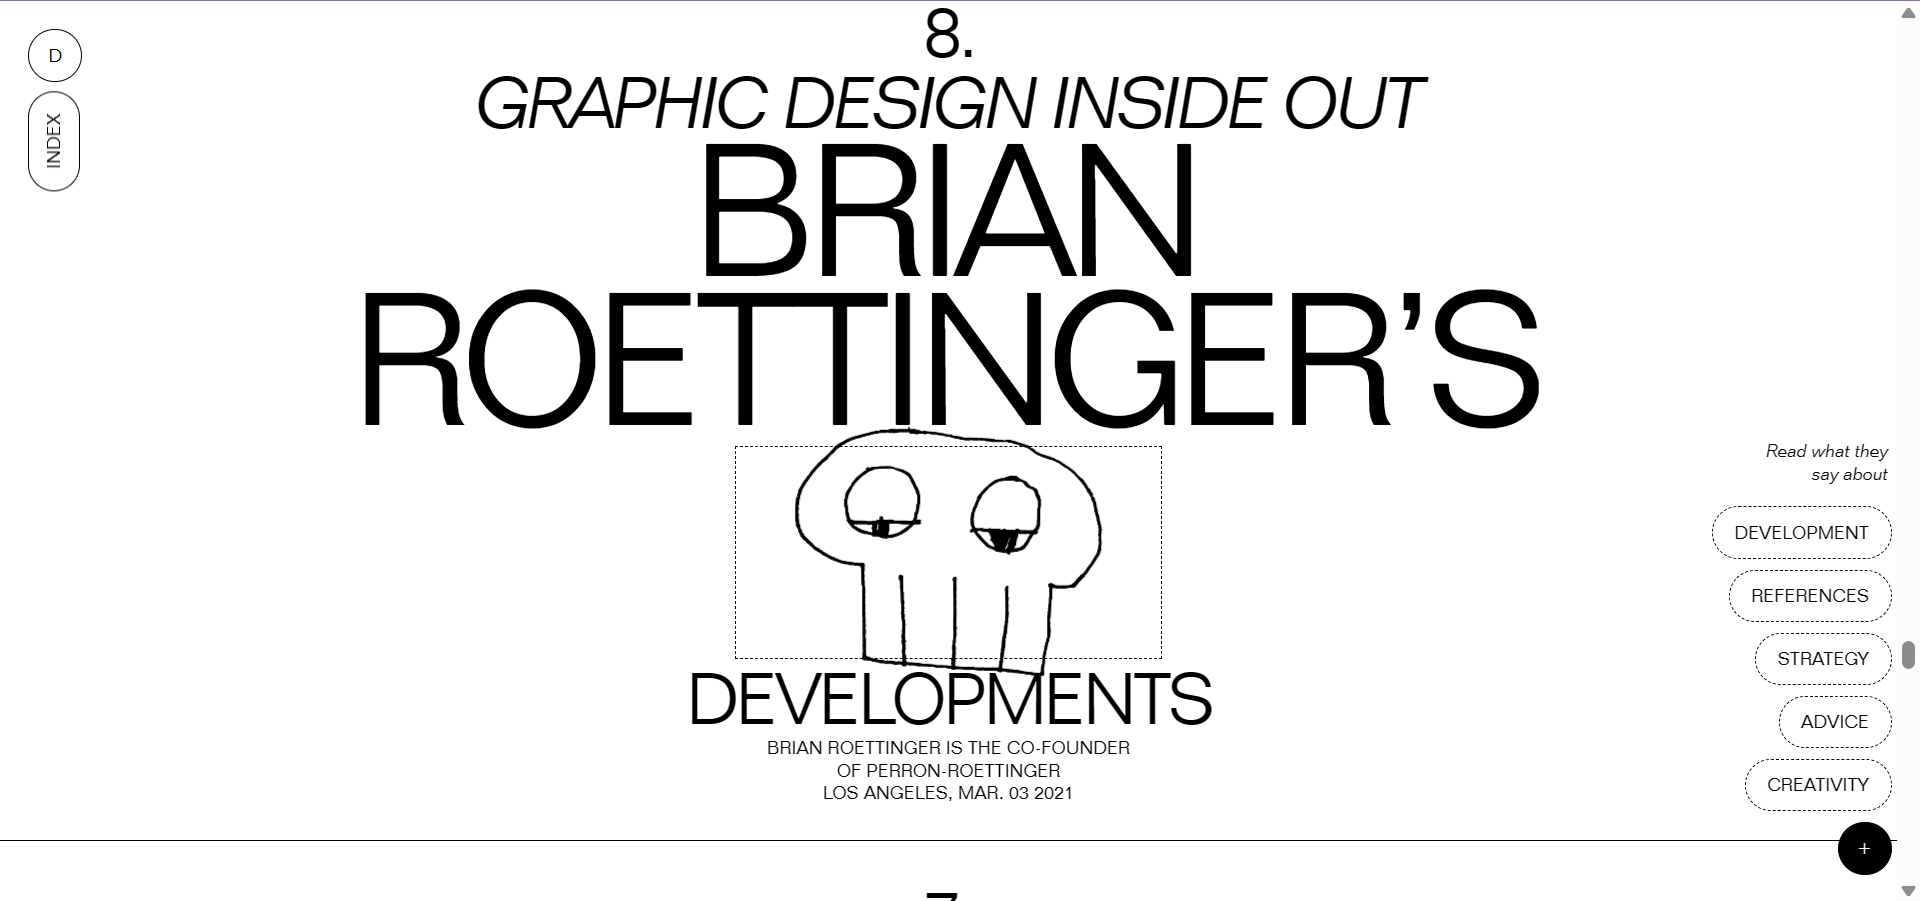 8.
GRAPHIC DESIGN INSIDE OUT
BRIAN
ROETTINGER’S
DEVELOPMENTS
BRIAN ROETTINGER IS THE CO-FOUNDER
OF PERRON-ROETTINGER
LOS ANGELES, MAR. 03 2021
D
INDEX
Read what they
say about
DEVELOPMENT
REFERENCES
STRATEGY
ADVICE
CREATIVITY
+